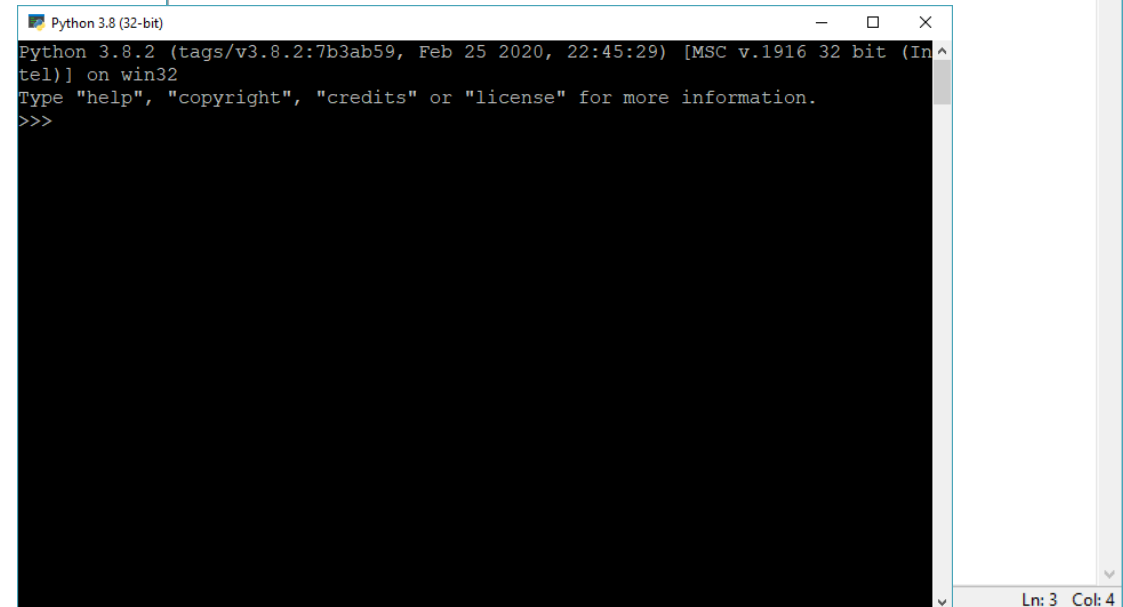 Python 3.8 (32-bit)
Python 3.8.2 (tags/v3.8.2:7b3ab59, Feb 25 2020, 22:45:29) [MSC v.1916 32 bit (In
tel)] on win32
Type "help", "copyright", "credits" or "license" for more information.
>>>
Ln: 3 Col: 4